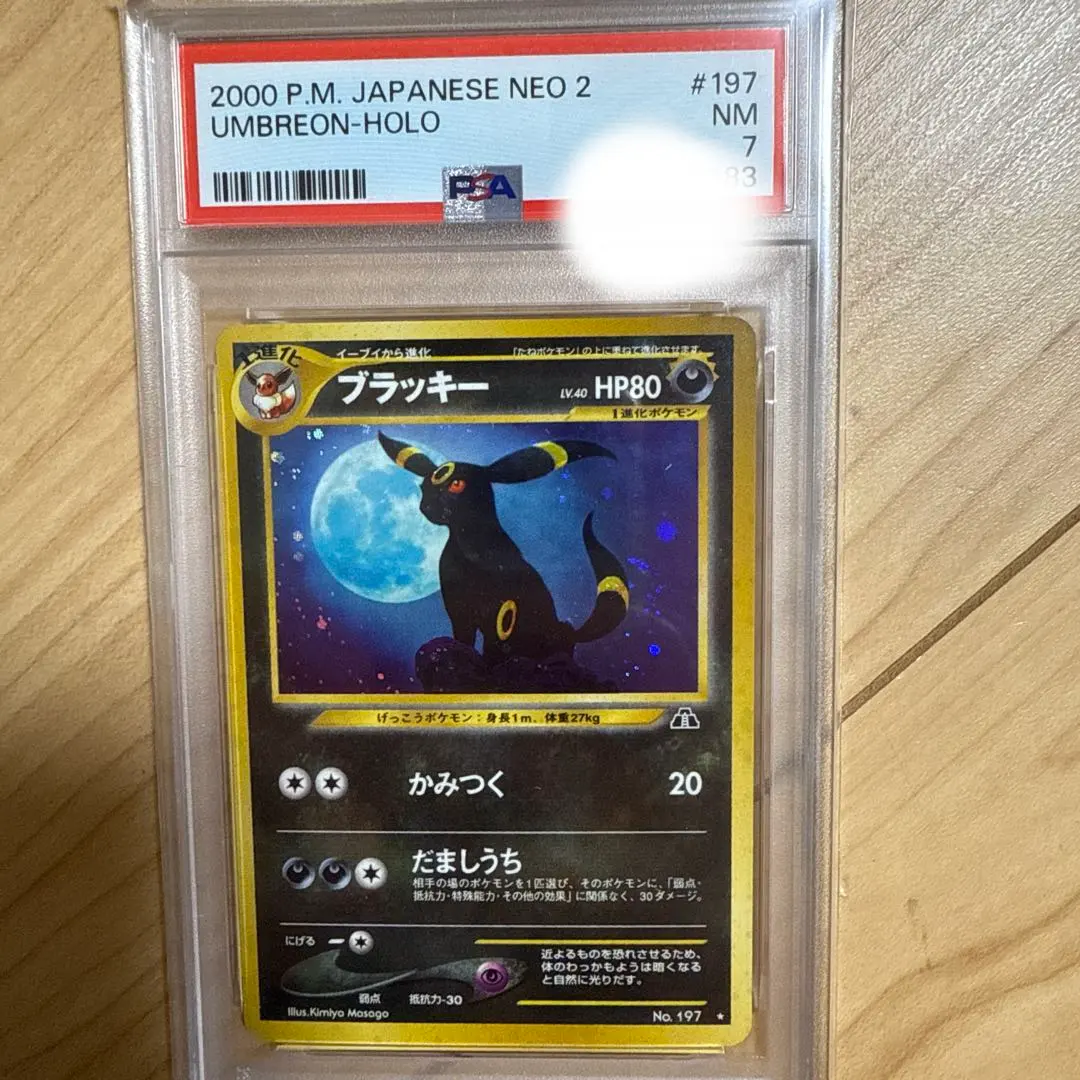 2000 P.M. JAPANESE NEO 2 #197
UMBREON-HOLO NM
7
83
PSA
1進化
イーブイから進化 「たねポケモン」の上に重ねて進化させます
ブラッキー LV.40 HP80
1進化ポケモン
げっこうポケモン：身長1m、体重27kg
かみつく 20
だましうち
相手の場のポケモンを1匹選び、そのポケモンに、「弱点・
抵抗力・特殊能力・その他の効果」に関係なく、30ダメージ。
にげる
近よるものを恐れさせるため、
体のわっかもようは暗くなる
と自然に光りだす。
弱点 抵抗力-30
Illus.Kimiya Masago
No. 197 ★